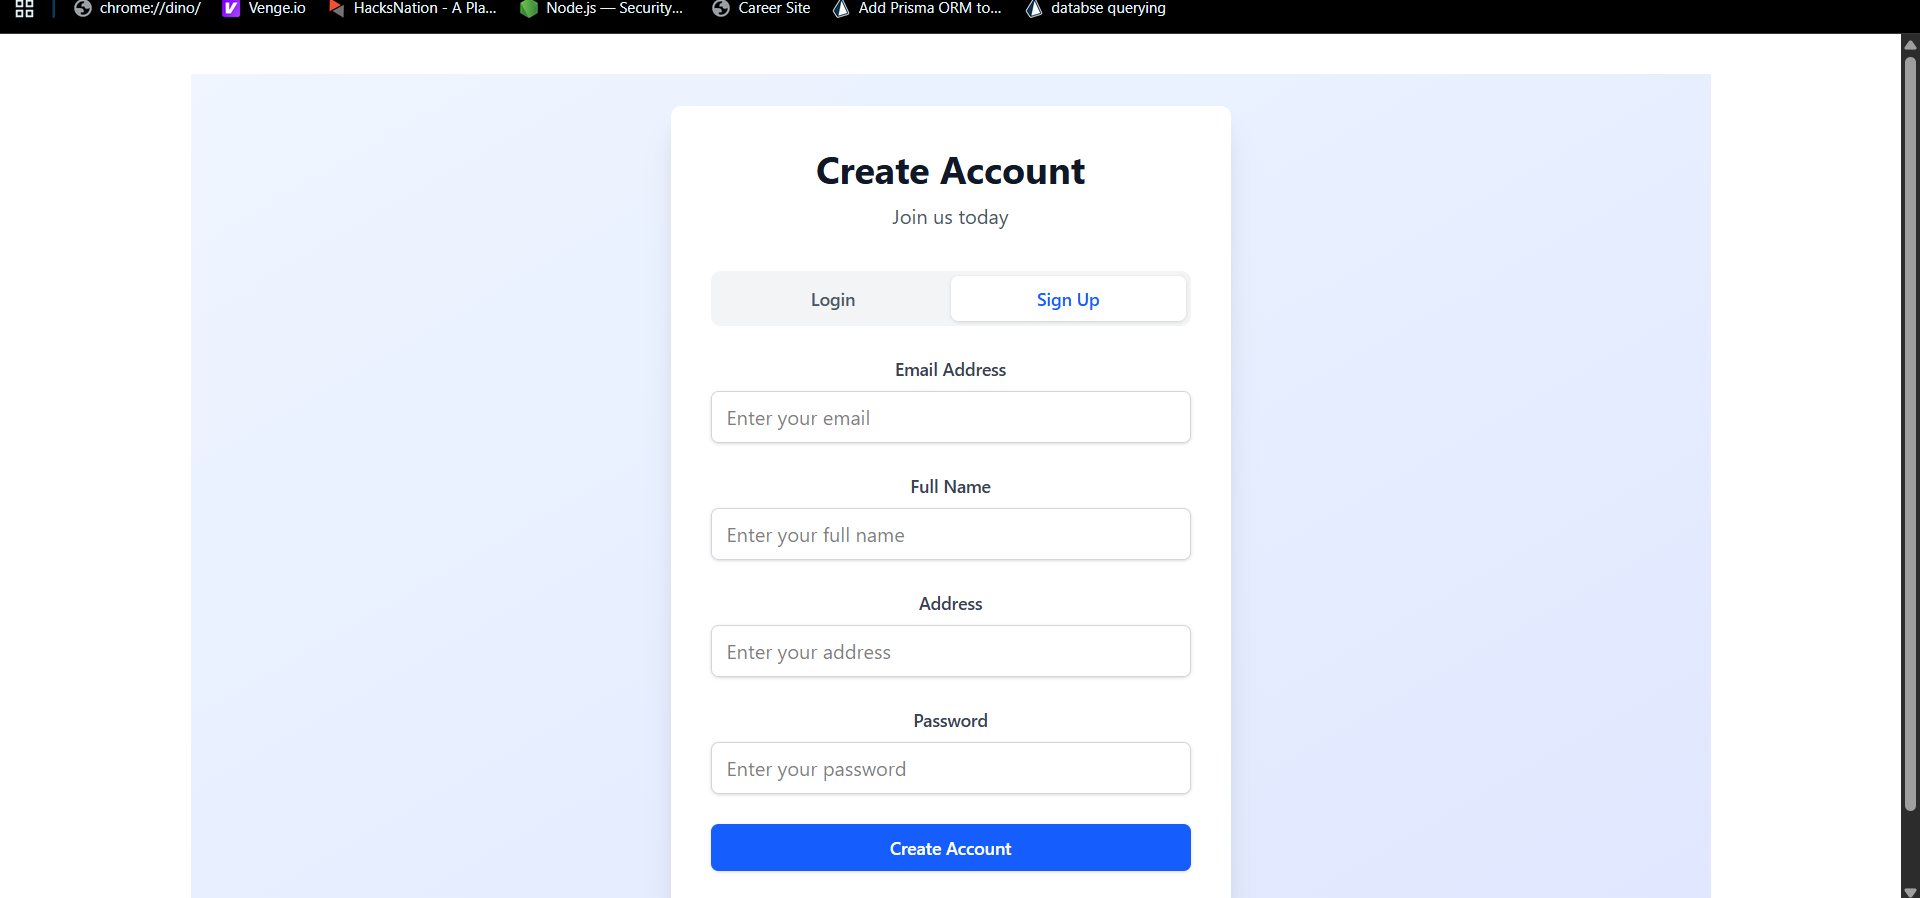 chrome://dino/ Venge.io HacksNation - A Pla... Node.js — Security... Career Site Add Prisma ORM to... databse querying
Create Account
Join us today
Login Sign Up
Email Address
Enter your email
Full Name
Enter your full name
Address
Enter your address
Password
Enter your password
Create Account